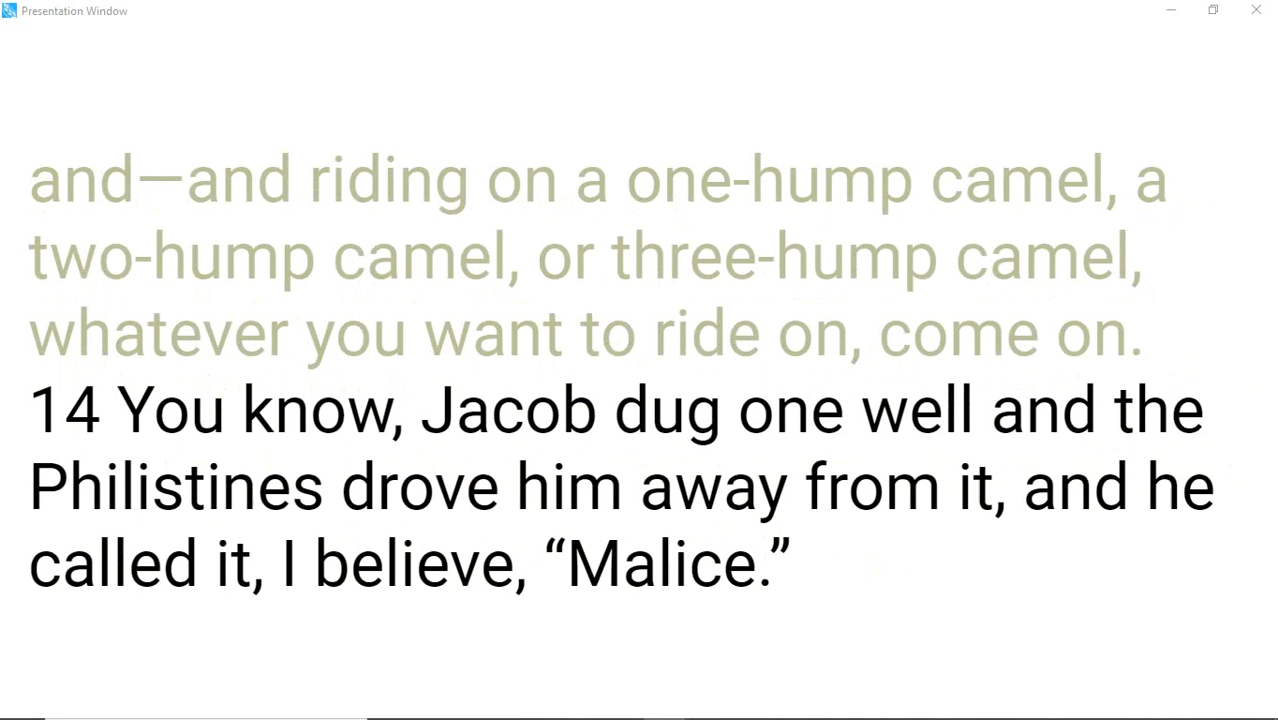 Presentation Window
and—and riding on a one-hump camel, a
two-hump camel, or three-hump camel,
whatever you want to ride on, come on.
14 You know, Jacob dug one well and the
Philistines drove him away from it, and he
called it, I believe, “Malice.”